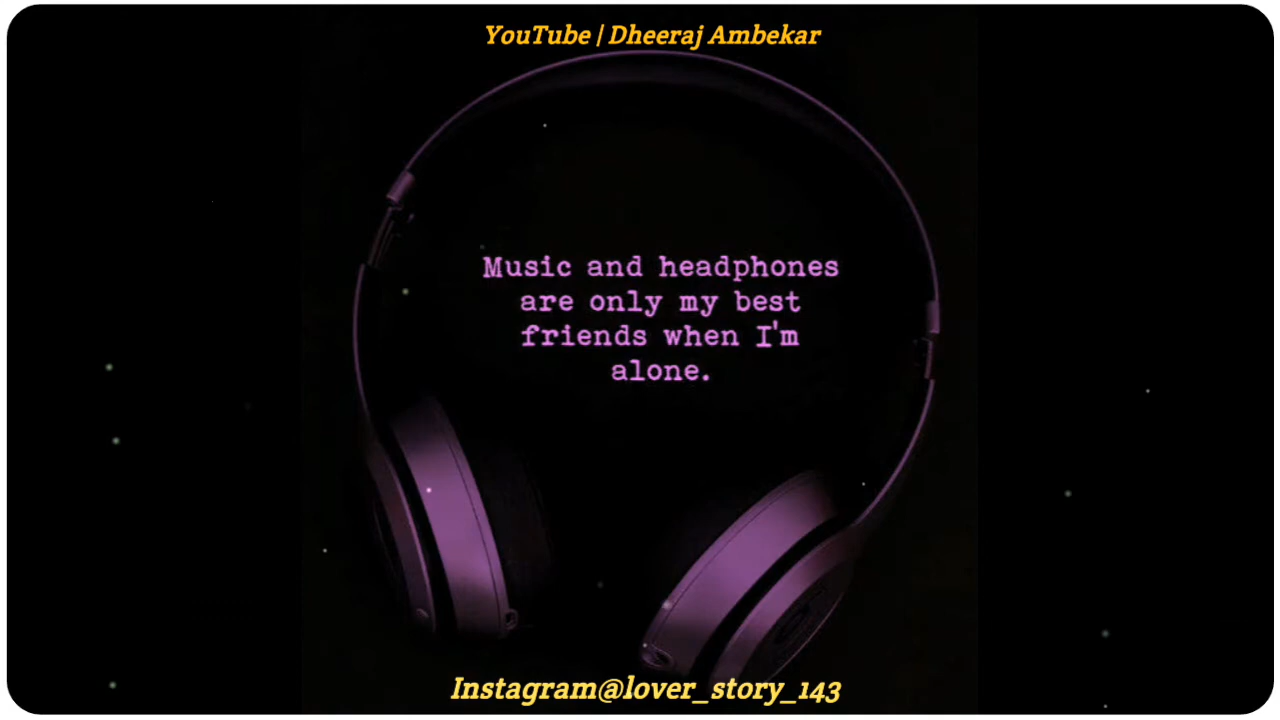 YouTube | Dheeraj Ambekar
Music and headphones
are only my best
friends when I'm
alone.
Instagram@lover_story_143